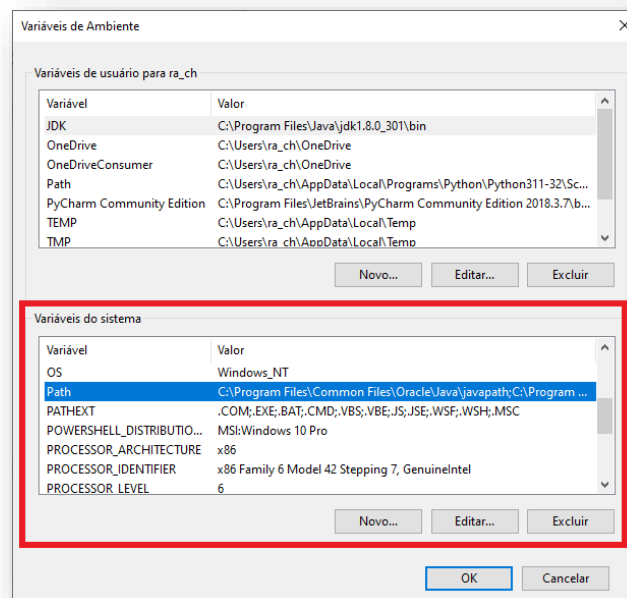 Variáveis de Ambiente
Variáveis de usuário para ra_ch
Variável Valor
JDK C:\Program Files\Java\jdk1.8.0_301\bin
OneDrive C:\Users\ra_ch\OneDrive
OneDriveConsumer C:\Users\ra_ch\OneDrive
Path C:\Users\ra_ch\AppData\Local\Programs\Python\Python311-32\Sc...
PyCharm Community Edition C:\Program Files\JetBrains\PyCharm Community Edition 2018.3.7\b...
TEMP C:\Users\ra_ch\AppData\Local\Temp
TMP C:\Users\ra_ch\AppData\Local\Temp
Novo... Editar... Excluir
Variáveis do sistema
Variável Valor
OS Windows_NT
Path C:\Program Files\Common Files\Oracle\Java\javapath;C:\Program ...
PATHEXT .COM;.EXE;.BAT;.CMD;.VBS;.VBE;.JS;.JSE;.WSF;.WSH;.MSC
POWERSHELL_DISTRIBUTIO... MSI:Windows 10 Pro
PROCESSOR_ARCHITECTURE x86
PROCESSOR_IDENTIFIER x86 Family 6 Model 42 Stepping 7, GenuineIntel
PROCESSOR_LEVEL 6
Novo... Editar... Excluir
OK Cancelar